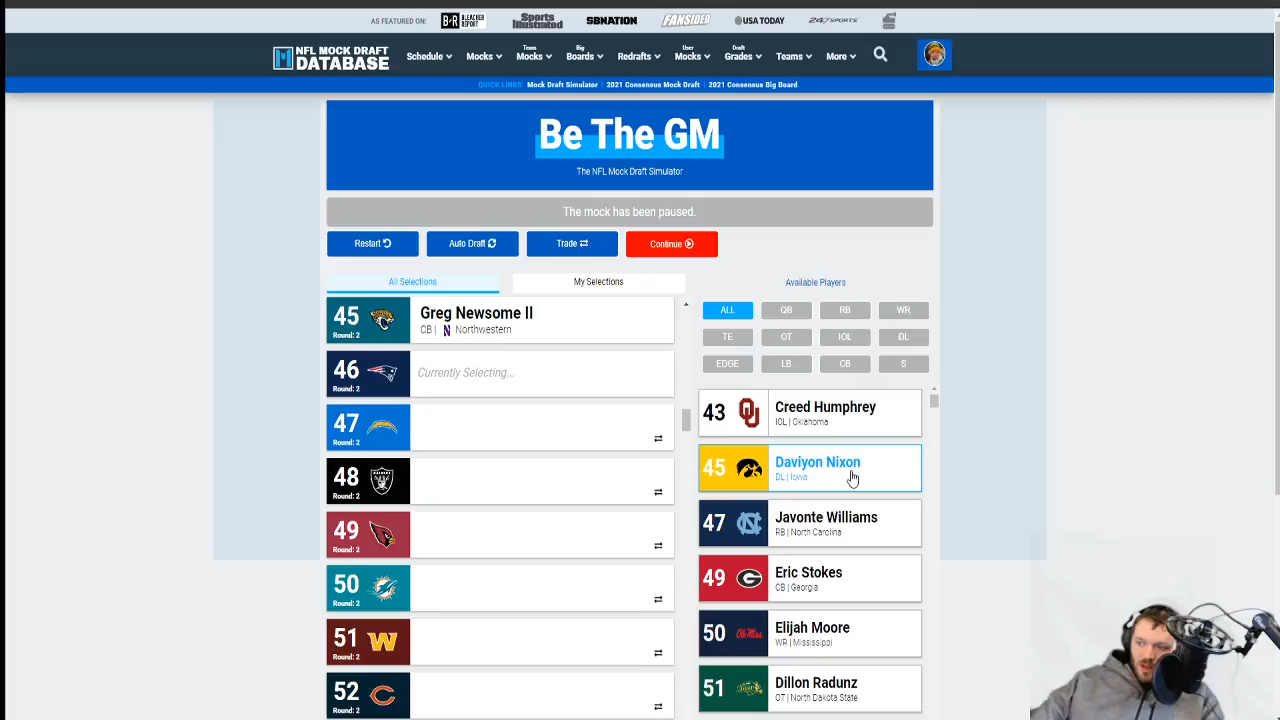 AS FEATURED ON:
B/R BLEACHER REPORT
Sports Illustrated
SBNATION
FANSIDED
USA TODAY
247SPORTS
NFL MOCK DRAFT DATABASE
Schedule
Mocks
Team Mocks
Big Boards
Redrafts
User Mocks
Draft Grades
Teams
More
QUICK LINKS: Mock Draft Simulator | 2021 Consensus Mock Draft | 2021 Consensus Big Board
Be The GM
The NFL Mock Draft Simulator
The mock has been paused.
Restart
Auto Draft
Trade
Continue
All Selections
My Selections
45
Round: 2
Greg Newsome II
CB | N Northwestern
46
Round: 2
Currently Selecting...
47
Round: 2
48
Round: 2
RAIDERS
49
Round: 2
50
Round: 2
51
Round: 2
W
52
Round: 2
C
Available Players
ALL
QB
RB
WR
TE
OT
IOL
DL
EDGE
LB
CB
S
43
OU
Creed Humphrey
IOL | Oklahoma
45
Daviyon Nixon
DL | Iowa
47
NC
Javonte Williams
RB | North Carolina
49
G
Eric Stokes
CB | Georgia
50
Ole Miss
Elijah Moore
WR | Mississippi
51
Dillon Radunz
OT | North Dakota State